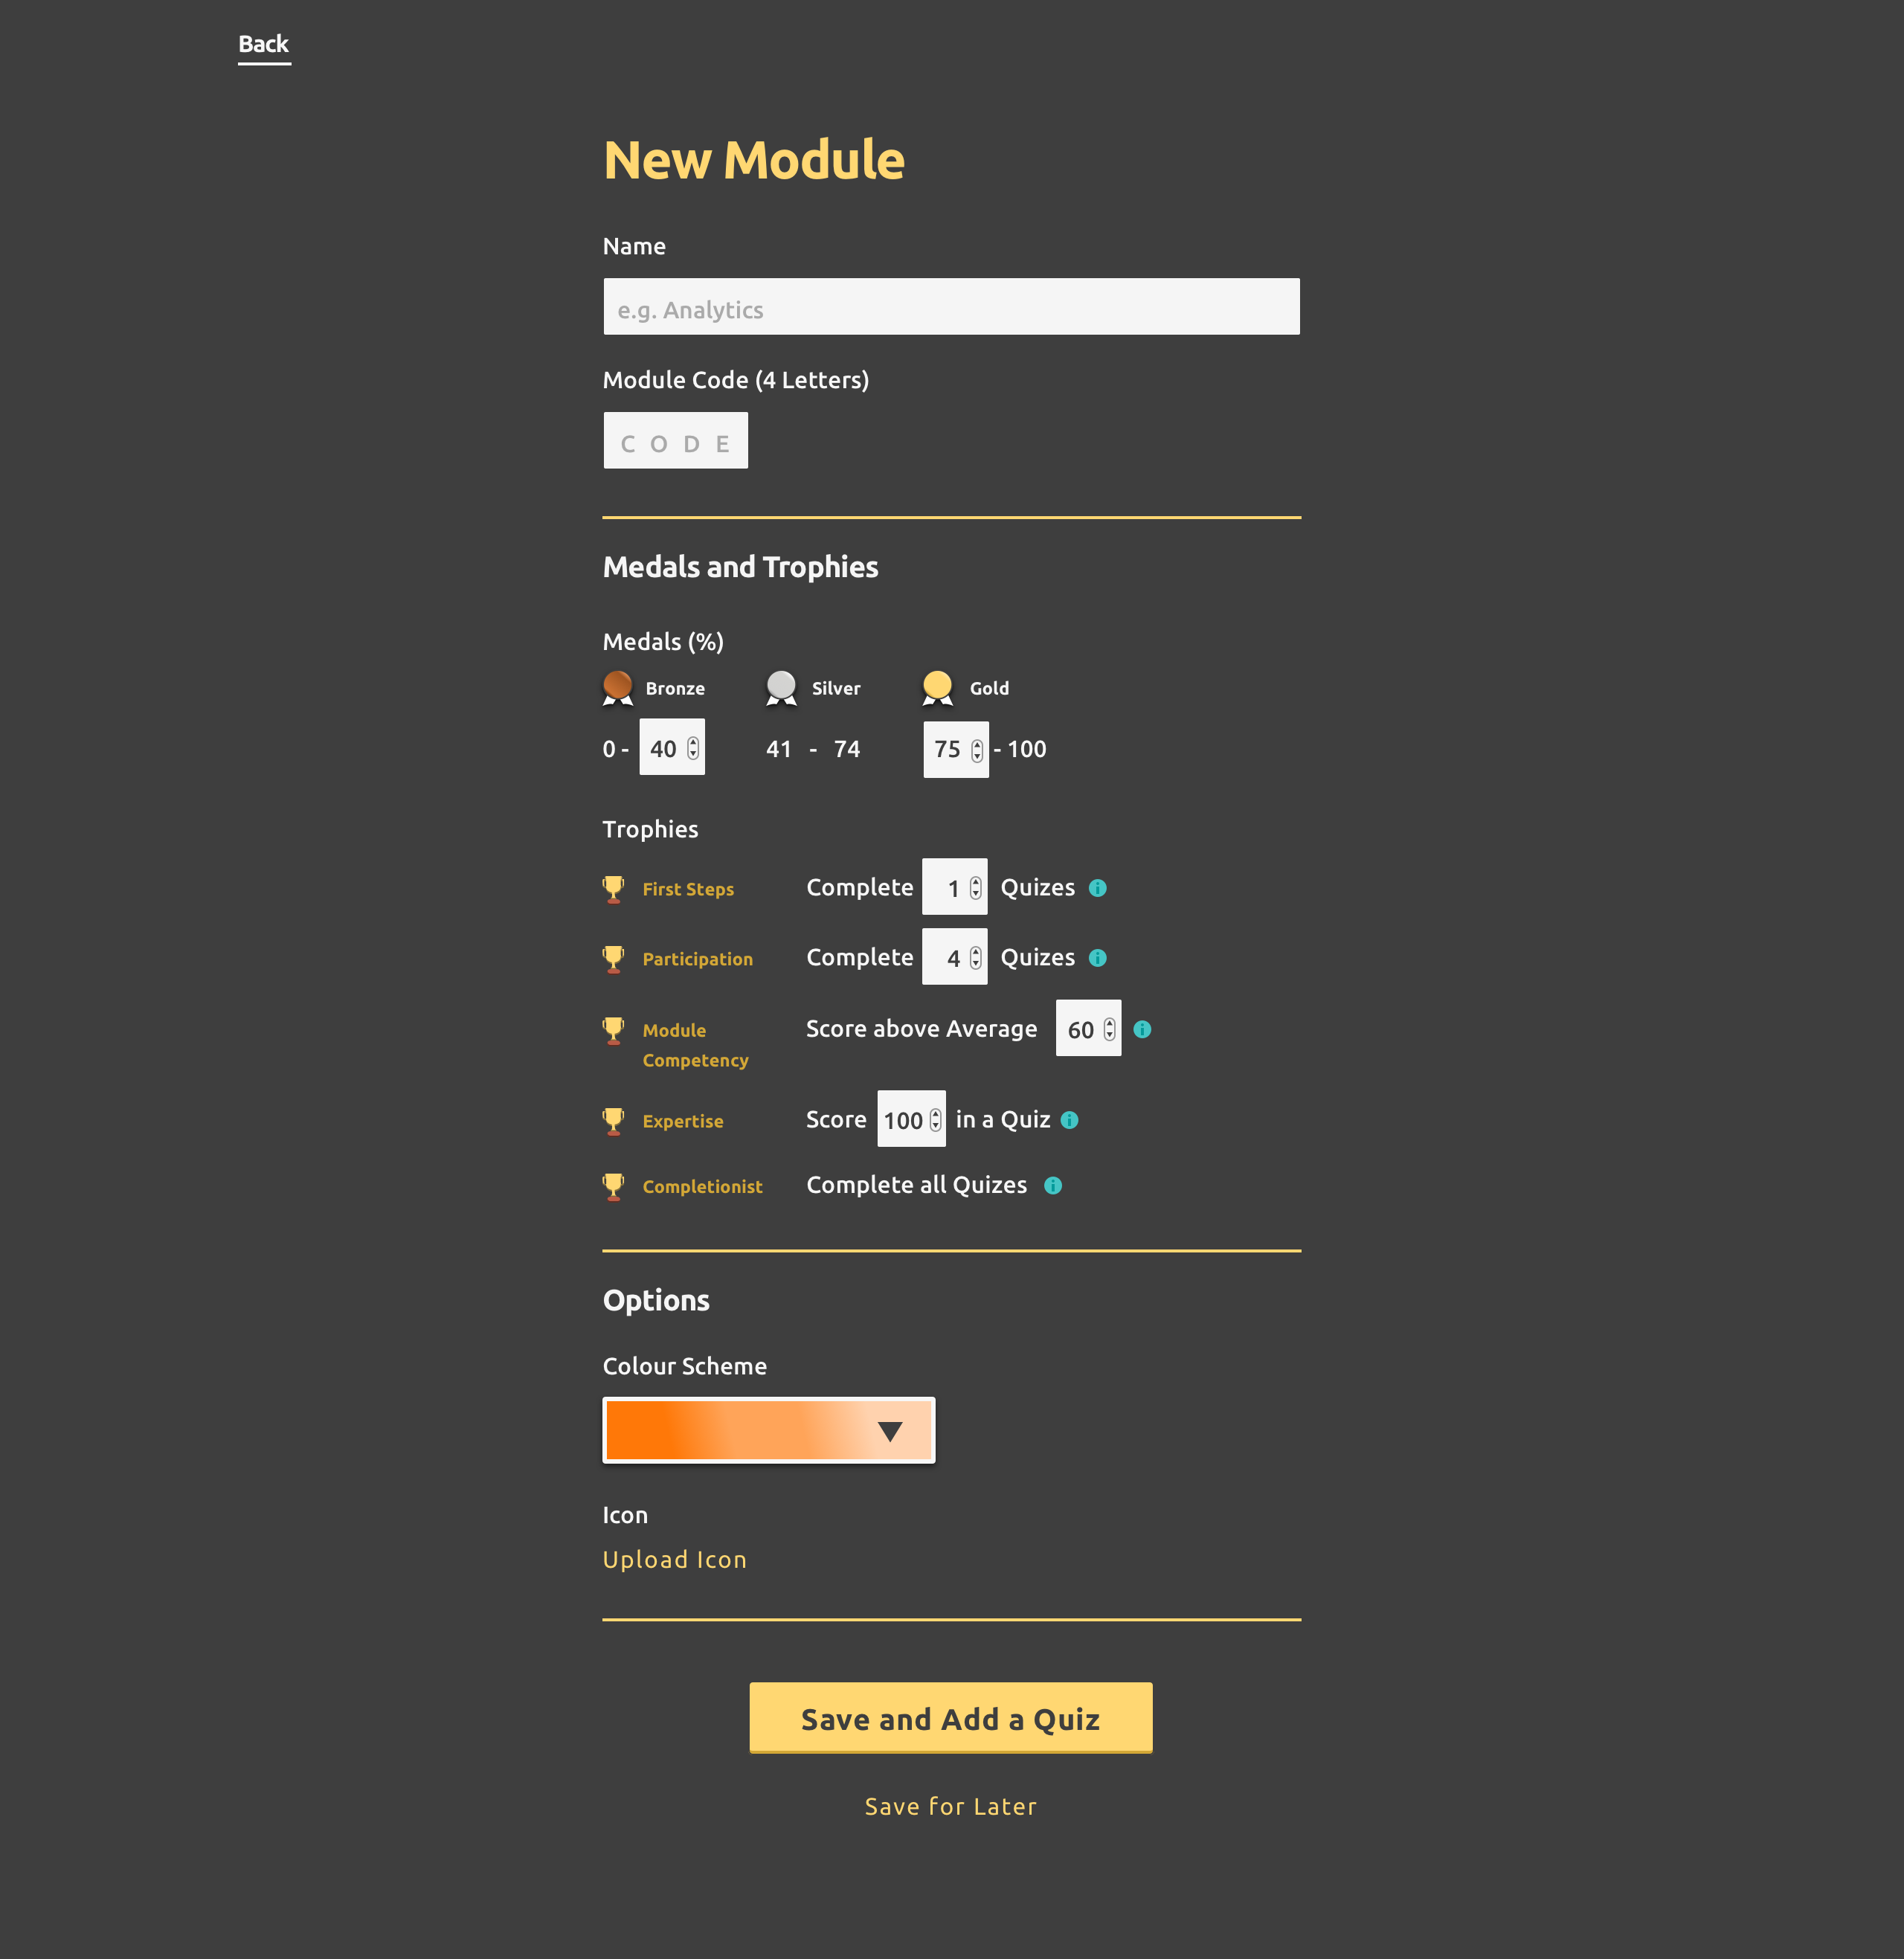 Back
New Module
Name
e.g. Analytics
Module Code (4 Letters)
C O D E
Medals and Trophies
Medals (%)
Bronze Silver Gold
0 - 40 41 - 74 75 - 100
Trophies
First Steps Complete 1 Quizes
Participation Complete 4 Quizes
Module Score above Average 60
Competency
Expertise Score 100 in a Quiz
Completionist Complete all Quizes
Options
Colour Scheme
Icon
Upload Icon
Save and Add a Quiz
Save for Later